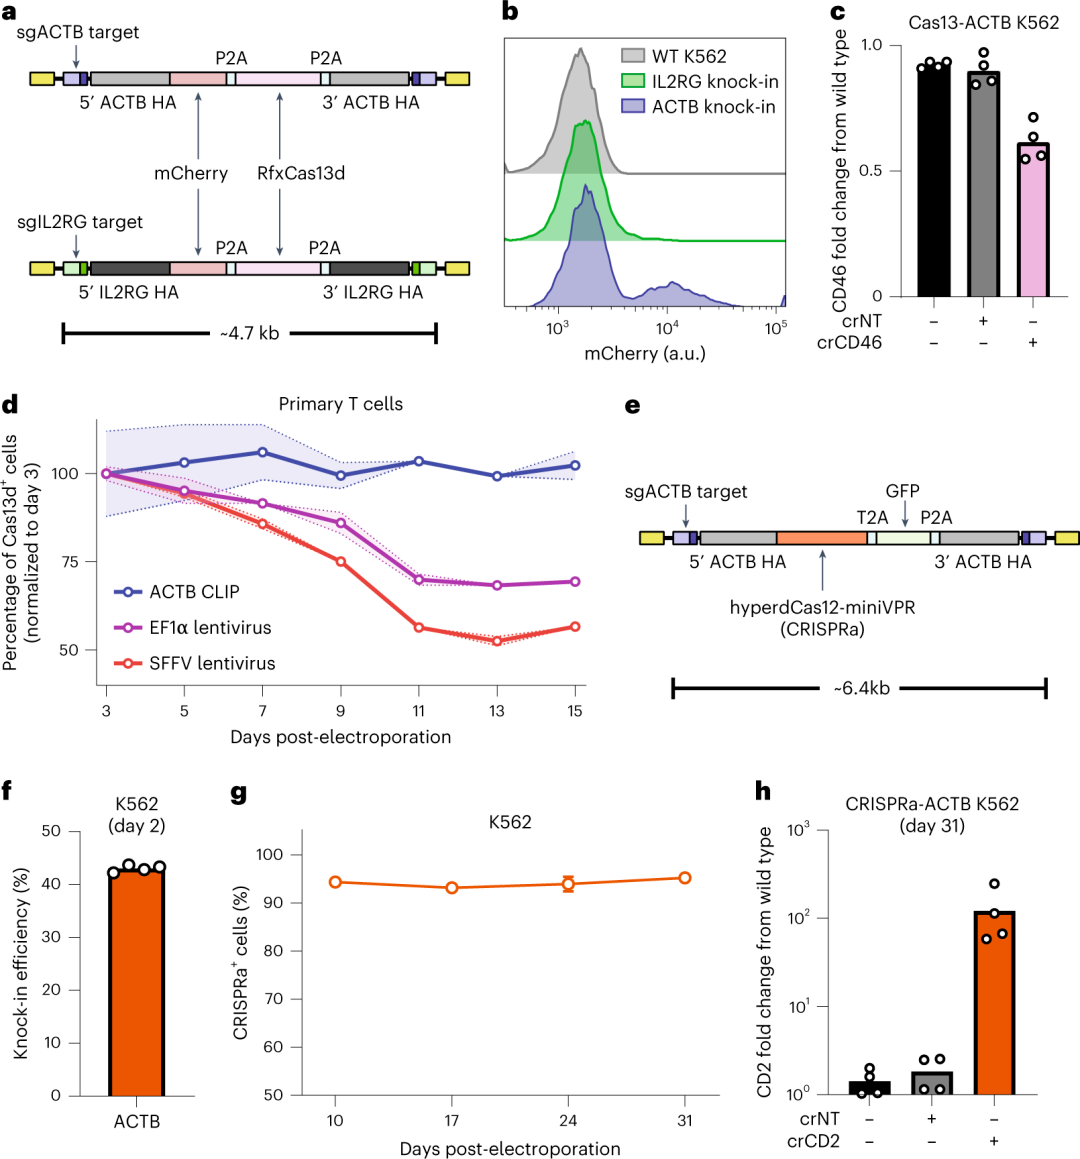 a
sgACTB target
P2A
P2A
5′ ACTB HA
3′ ACTB HA
mCherry
RfxCas13d
sgIL2RG target
P2A
P2A
5′ IL2RG HA
3′ IL2RG HA
~4.7 kb
b
WT K562
IL2RG knock-in
ACTB knock-in
10³
10⁴
10⁵
mCherry (a.u.)
c
Cas13-ACTB K562
CD46 fold change from wild type
1.0
0.5
0
crNT – + –
crCD46 – – +
d
Primary T cells
Percentage of Cas13d⁺ cells
(normalized to day 3)
100
75
50
ACTB CLIP
EF1α lentivirus
SFFV lentivirus
3 5 7 9 11 13 15
Days post-electroporation
e
sgACTB target
GFP
T2A
P2A
5′ ACTB HA
3′ ACTB HA
hyperdCas12-miniVPR
(CRISPRa)
~6.4kb
f
K562
(day 2)
Knock-in efficiency (%)
50
40
30
20
10
0
ACTB
g
K562
CRISPRa⁺ cells (%)
100
90
80
70
60
50
10 17 24 31
Days post-electroporation
h
CRISPRa-ACTB K562
(day 31)
CD2 fold change from wild type
10³
10²
10¹
10⁰
crNT – + –
crCD2 – – +